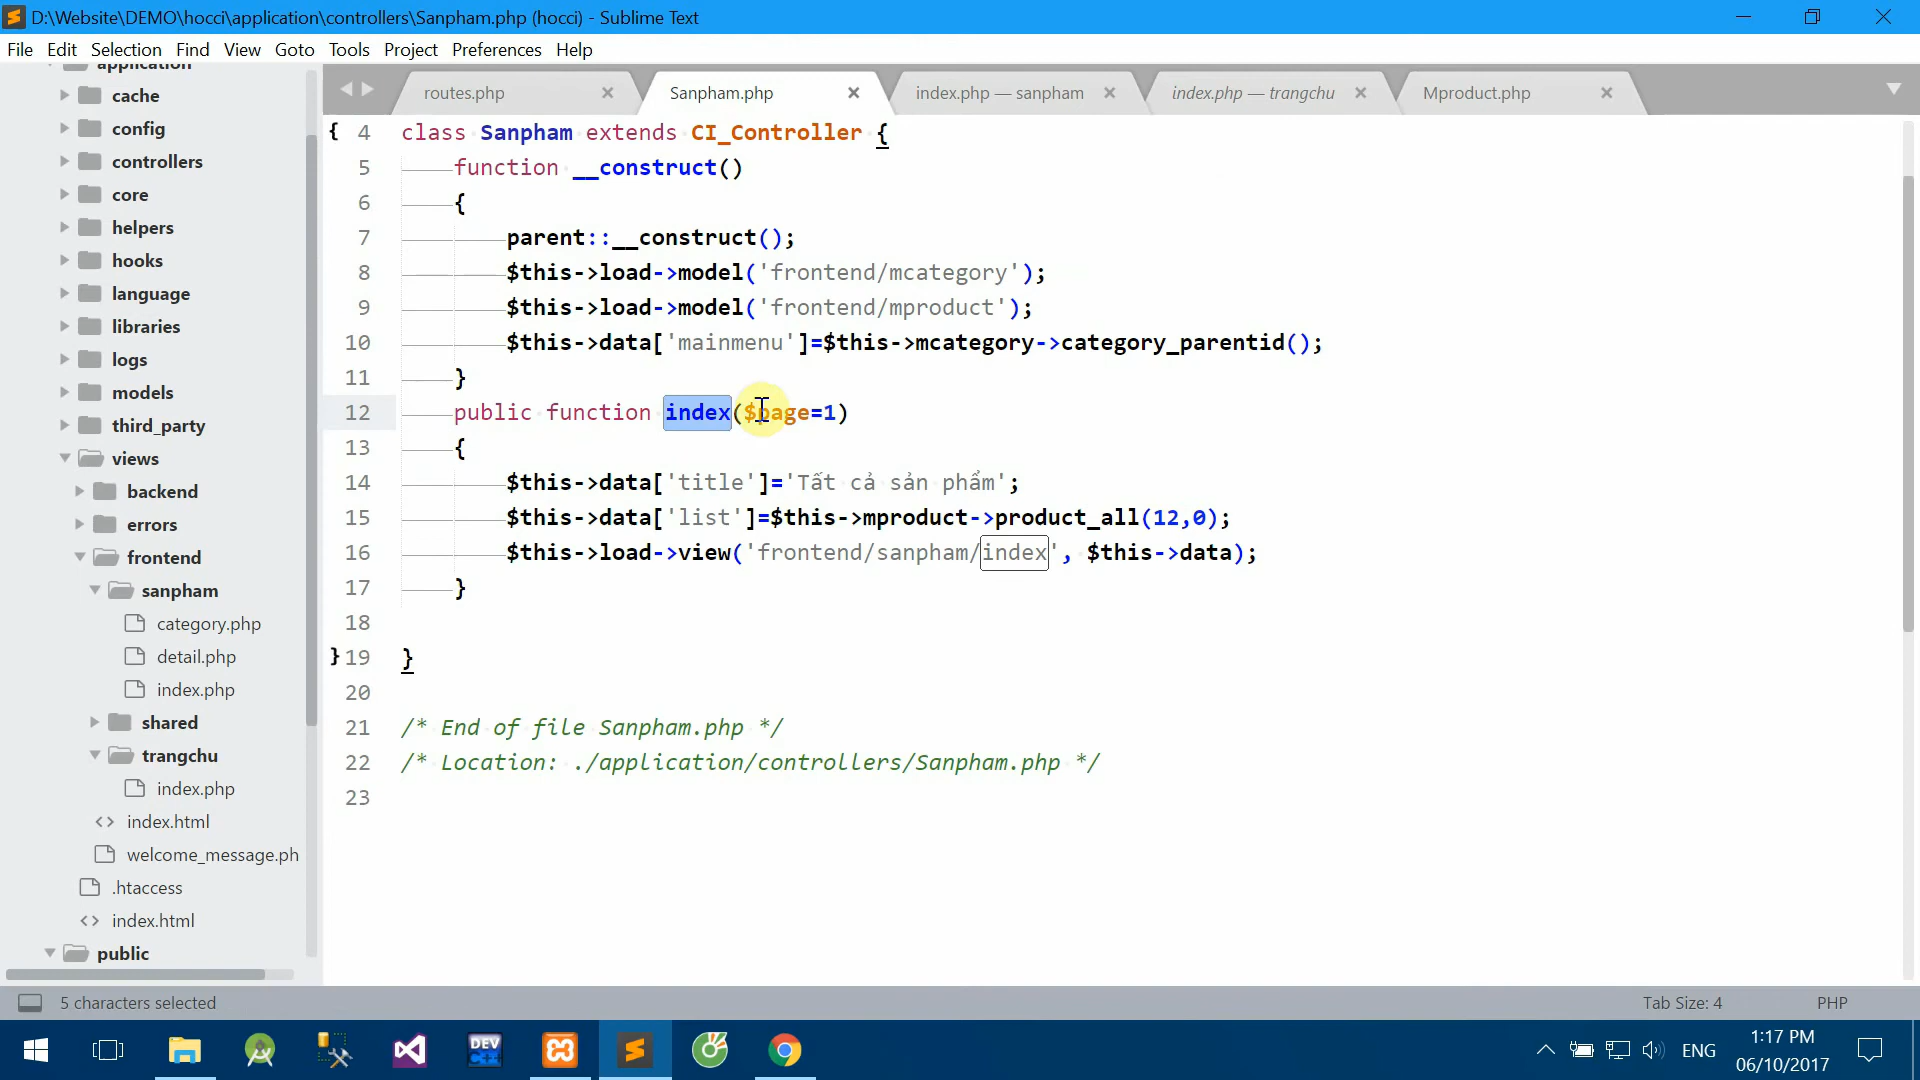 D:\Website\DEMO\hocci\application\controllers\Sanpham.php (hocci) - Sublime Text
File Edit Selection Find View Goto Tools Project Preferences Help
application
cache
config
controllers
core
helpers
hooks
language
libraries
logs
models
third_party
views
backend
errors
frontend
sanpham
category.php
detail.php
index.php
shared
trangchu
index.php
index.html
welcome_message.ph
.htaccess
index.html
public
routes.php
Sanpham.php
index.php — sanpham
index.php — trangchu
Mproduct.php
4 class Sanpham extends CI_Controller {
5 function __construct()
6 {
7 parent::__construct();
8 $this->load->model('frontend/mcategory');
9 $this->load->model('frontend/mproduct');
10 $this->data['mainmenu']=$this->mcategory->category_parentid();
11 }
12 public function index($page=1)
13 {
14 $this->data['title']='Tất cả sản phẩm';
15 $this->data['list']=$this->mproduct->product_all(12,0);
16 $this->load->view('frontend/sanpham/index', $this->data);
17 }
18
19 }
20
21 /* End of file Sanpham.php */
22 /* Location: ./application/controllers/Sanpham.php */
23
5 characters selected
Tab Size: 4
PHP
DEV C++
ENG
1:17 PM
06/10/2017